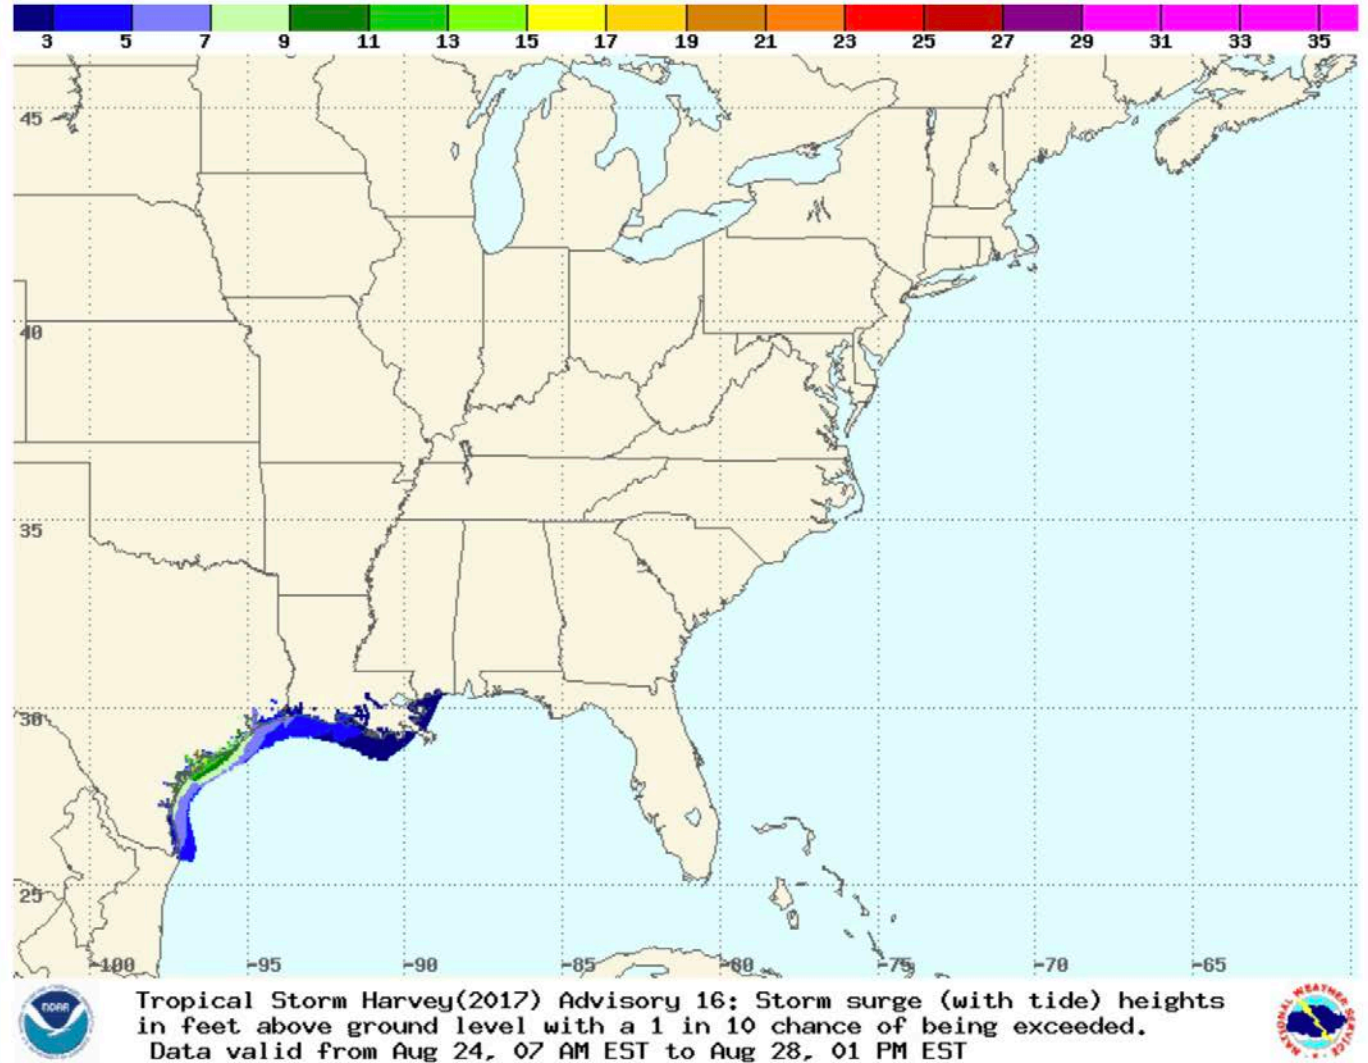 3 5 7 9 11 13 15 17 19 21 23 25 27 29 31 33 35
45
40
35
30
25
-100 -95 -90 -85 -80 -75 -70 -65
NOAA
Tropical Storm Harvey(2017) Advisory 16: Storm surge (with tide) heights
in feet above ground level with a 1 in 10 chance of being exceeded.
Data valid from Aug 24, 07 AM EST to Aug 28, 01 PM EST
NATIONAL WEATHER SERVICE